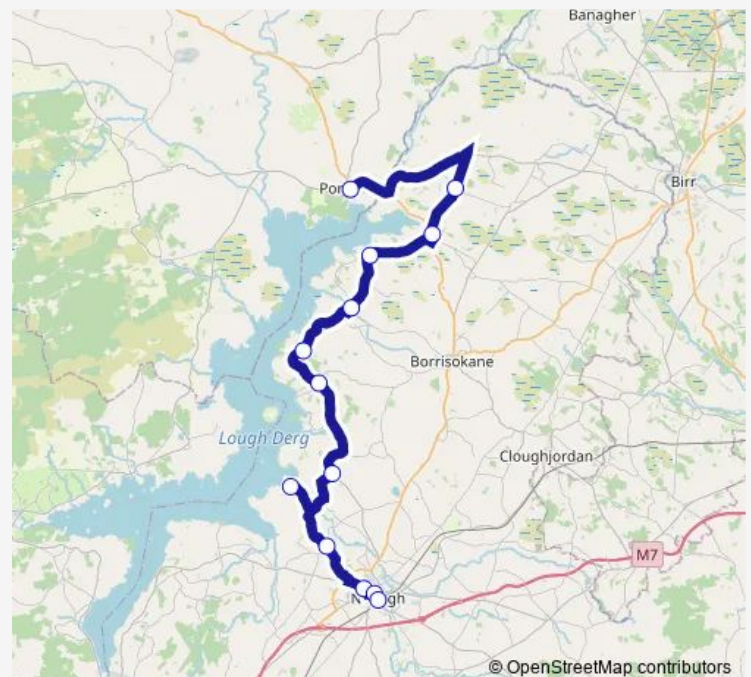 Banagher
Birr
Borrisokane
Lough Derg
Cloughjordan
M7
© OpenStreetMap contributors